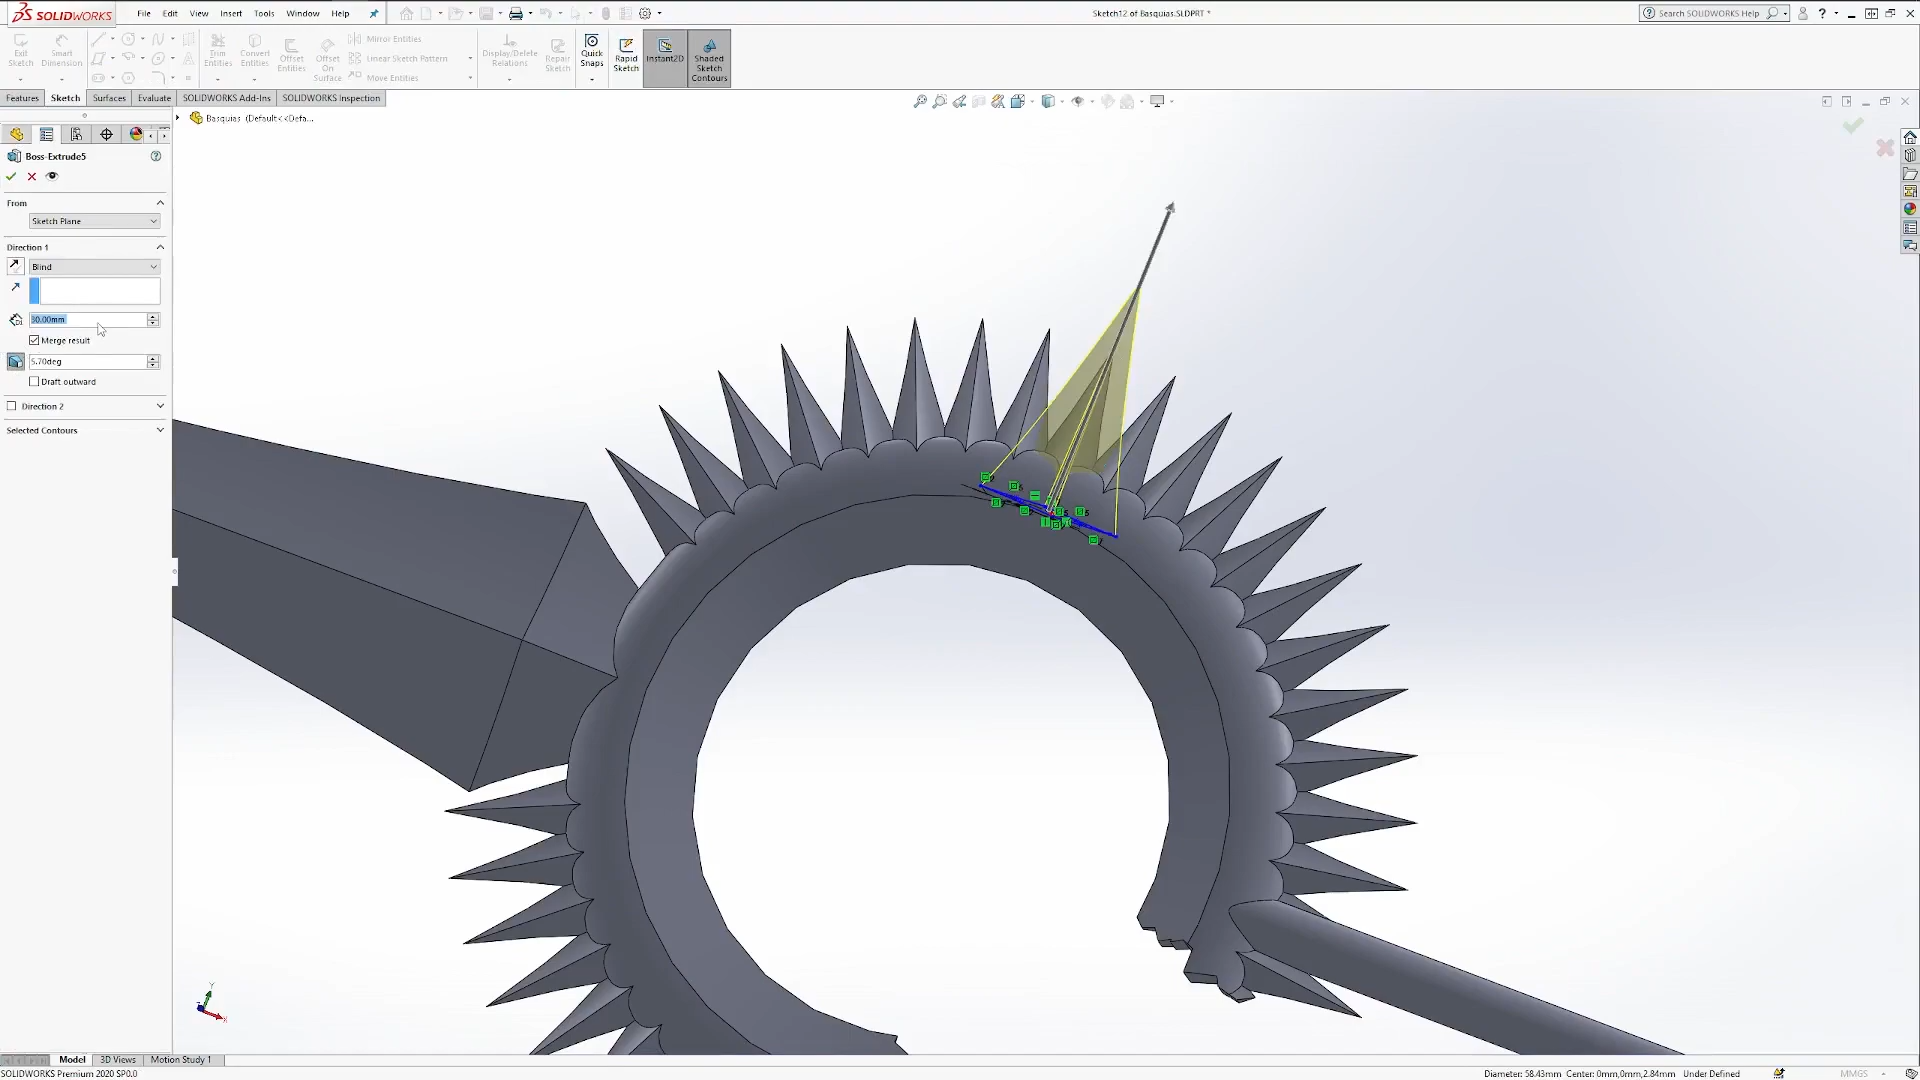 SOLIDWORKS
File
Edit
View
Insert
Tools
Window
Help
Sketch12 of Basquias.SLDPRT *
Search SOLIDWORKS Help
Exit Sketch
Smart Dimension
Trim Entities
Convert Entities
Offset Entities
Offset On Surface
Mirror Entities
Linear Sketch Pattern
Move Entities
Display/Delete Relations
Repair Sketch
Quick Snaps
Rapid Sketch
Instant2D
Shaded Sketch Contours
Features
Sketch
Surfaces
Evaluate
SOLIDWORKS Add-Ins
SOLIDWORKS Inspection
Basquias (Default<<Defa...
Boss-Extrude5
From
Sketch Plane
Direction 1
Blind
30.00mm
Merge result
5.70deg
Draft outward
Direction 2
Selected Contours
Model
3D Views
Motion Study 1
SOLIDWORKS Premium 2020 SP0.0
Diameter: 58.43mm Center: 0mm,0mm,2.84mm
Under Defined
MMGS